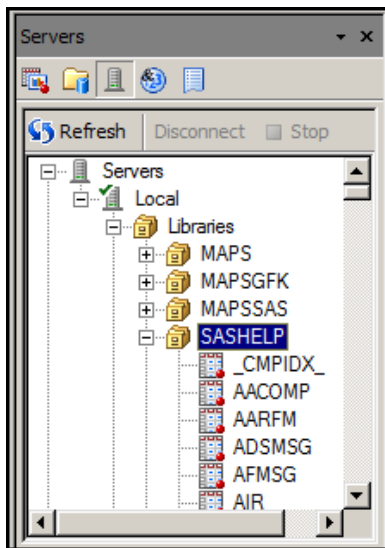 Servers
Refresh Disconnect Stop
Servers
Local
Libraries
MAPS
MAPSGFK
MAPSSAS
SASHELP
_CMPIDX_
AACOMP
AARFM
ADSMSG
AFMSG
AIR